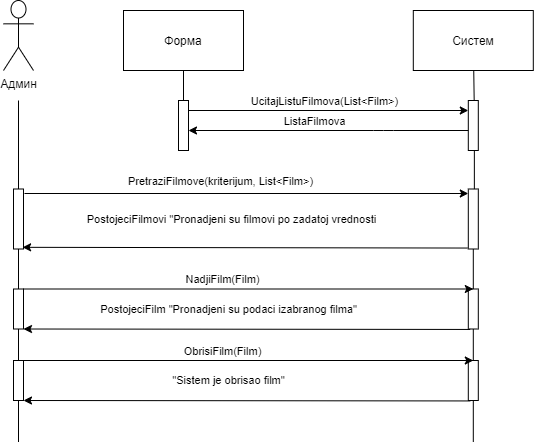 Форма
Систем
Админ
UcitajListuFilmova(List<Film>)
ListaFilmova
PretraziFilmove(kriterijum, List<Film>)
PostojeciFilmovi "Pronadjeni su filmovi po zadatoj vrednosti
NadjiFilm(Film)
PostojeciFilm "Pronadjeni su podaci izabranog filma"
ObrisiFilm(Film)
"Sistem je obrisao film"